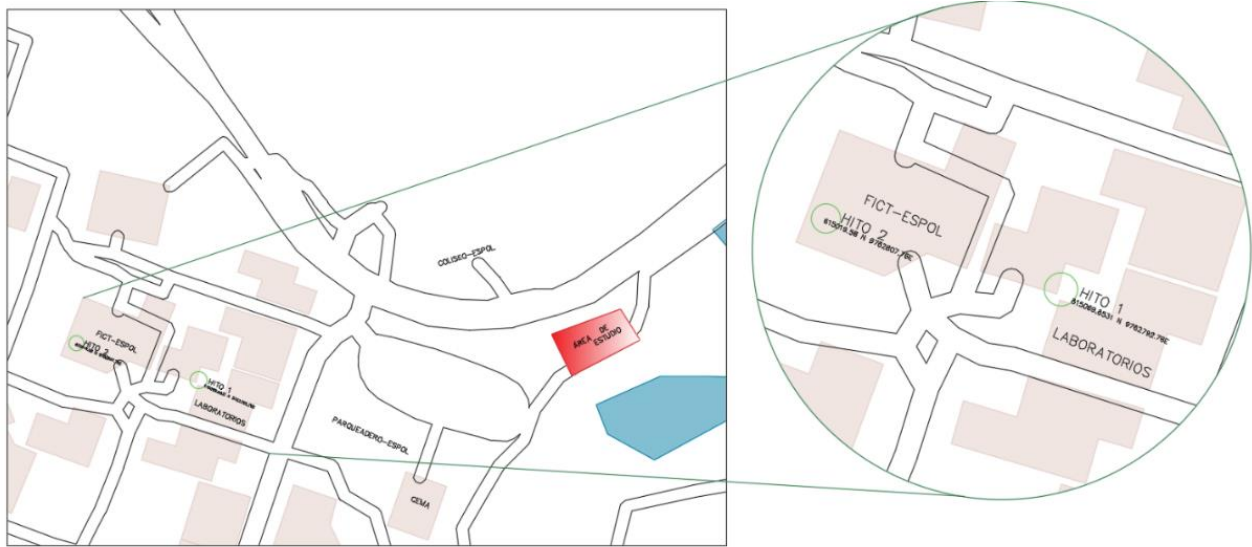 COLISEO-ESPOL
ÁREA DE
ESTUDIO
FICT-ESPOL
HITO 2
HITO 1
LABORATORIOS
PARQUEADERO-ESPOL
CEMA
FICT-ESPOL
HITO 2
HITO 1
LABORATORIOS